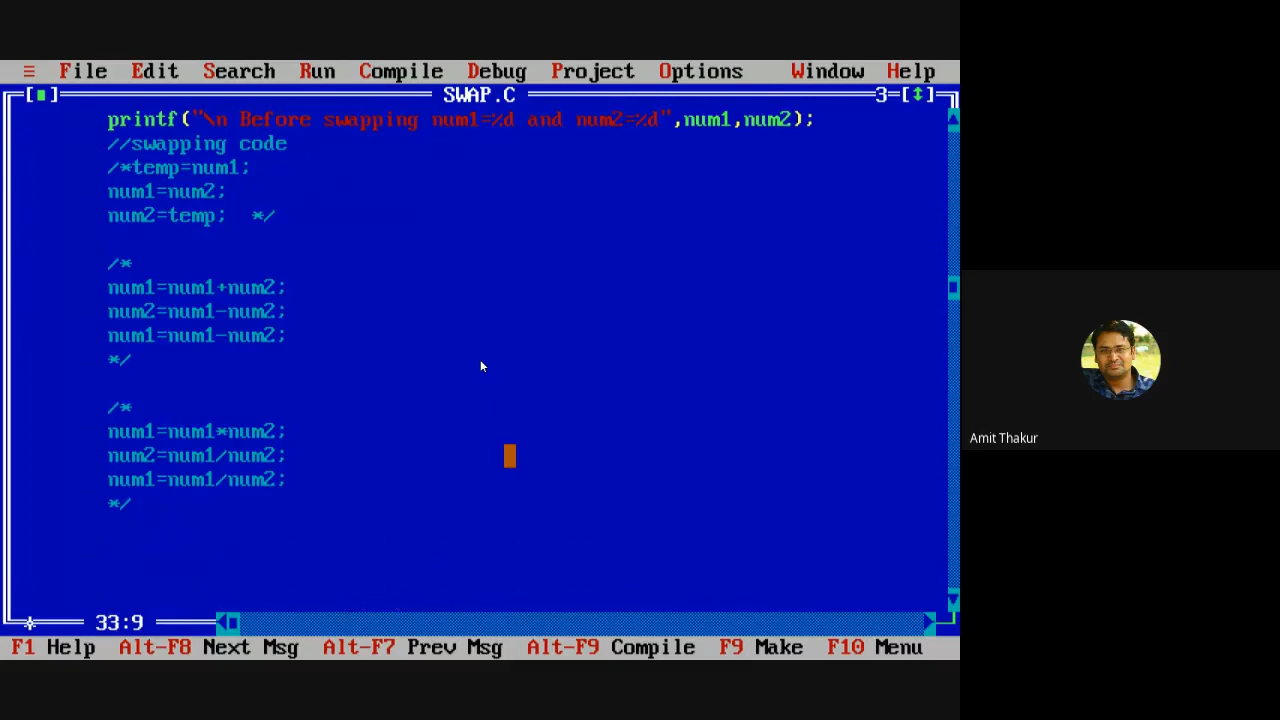 ≡ File Edit Search Run Compile Debug Project Options Window Help
[■] SWAP.C 3=[↕]
printf("\n Before swapping num1=%d and num2=%d",num1,num2);
//swapping code
/*temp=num1;
num1=num2;
num2=temp; */
/*
num1=num1+num2;
num2=num1-num2;
num1=num1-num2;
*/
/*
num1=num1*num2;
num2=num1/num2;
num1=num1/num2;
*/
33:9
F1 Help Alt-F8 Next Msg Alt-F7 Prev Msg Alt-F9 Compile F9 Make F10 Menu
Amit Thakur